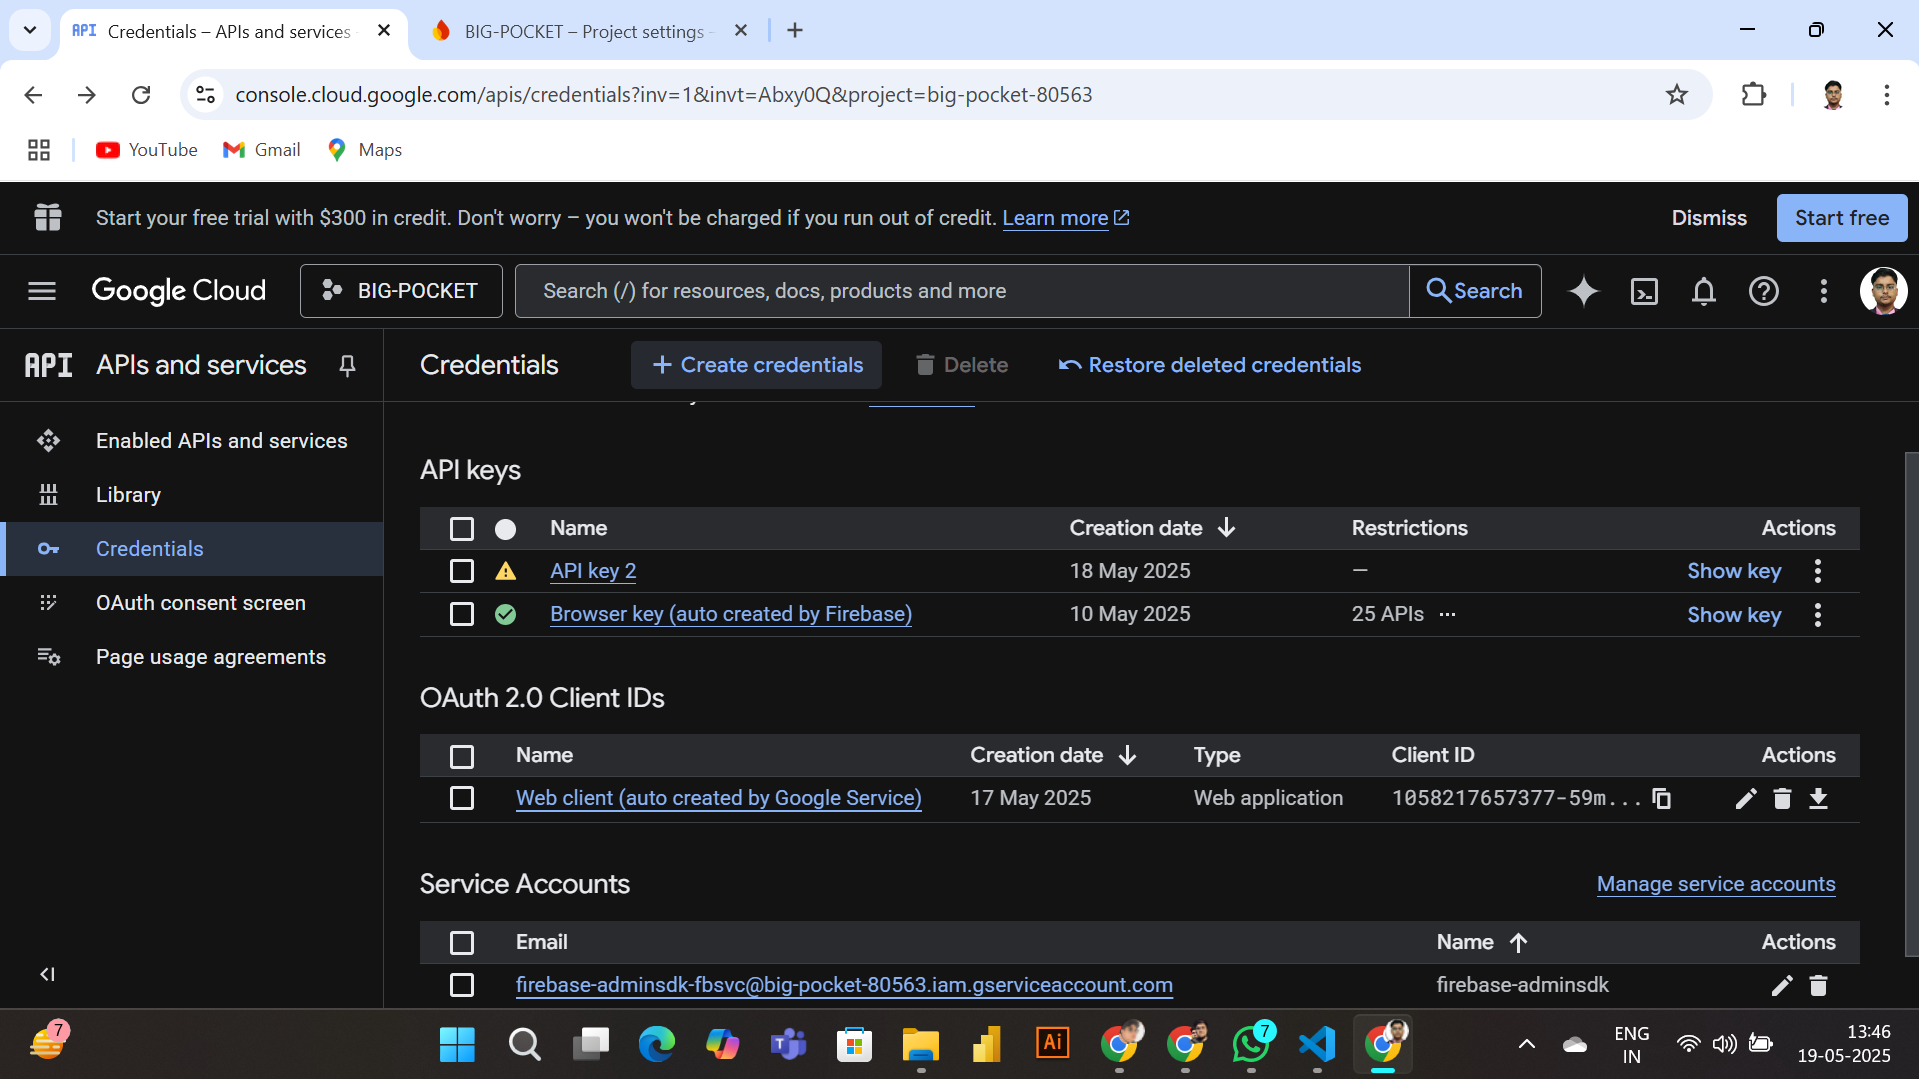 API Credentials – APIs and services
BIG-POCKET – Project settings -
console.cloud.google.com/apis/credentials?inv=1&invt=Abxy0Q&project=big-pocket-80563
YouTube Gmail Maps
Start your free trial with $300 in credit. Don't worry – you won't be charged if you run out of credit. Learn more Dismiss Start free
Google Cloud BIG-POCKET Search (/) for resources, docs, products and more Search
API APIs and services Credentials + Create credentials Delete Restore deleted credentials
Enabled APIs and services
Library
Credentials
OAuth consent screen
Page usage agreements
API keys
Name Creation date Restrictions Actions
API key 2 18 May 2025 — Show key
Browser key (auto created by Firebase) 10 May 2025 25 APIs ... Show key
OAuth 2.0 Client IDs
Name Creation date Type Client ID Actions
Web client (auto created by Google Service) 17 May 2025 Web application 1058217657377-59m...
Service Accounts Manage service accounts
Email Name Actions
firebase-adminsdk-fbsvc@big-pocket-80563.iam.gserviceaccount.com firebase-adminsdk
7
Ai
7
ENG
IN
13:46
19-05-2025